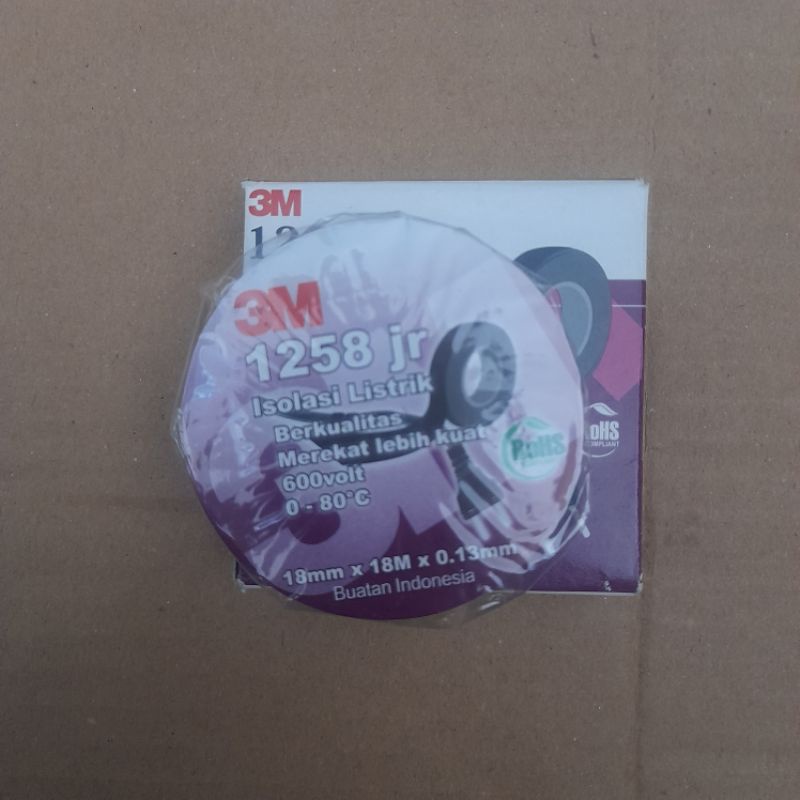 3M
3M
1258 jr
Isolasi Listrik
Berkualitas
Merekat lebih kuat
600volt
0 - 80°C
RoHS
18mm x 18M x 0.13mm
Buatan Indonesia